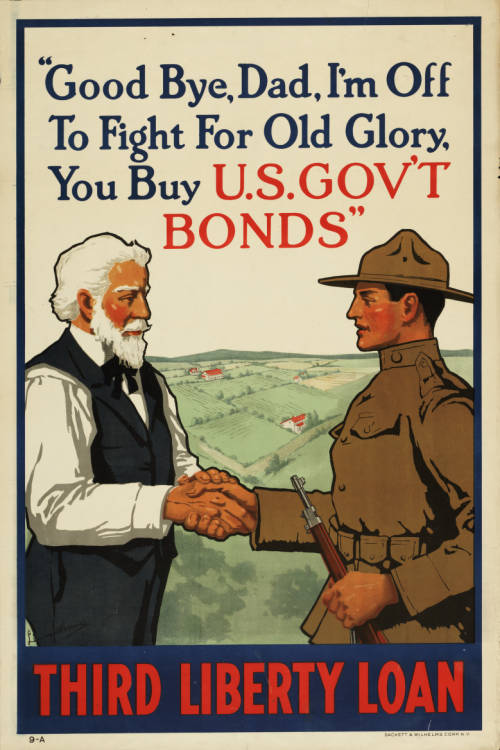 “Good Bye, Dad, I'm Off
To Fight For Old Glory,
You Buy U.S. GOV'T
BONDS”
THIRD LIBERTY LOAN
9-A
SACKETT & WILHELMS CORP. N.Y.